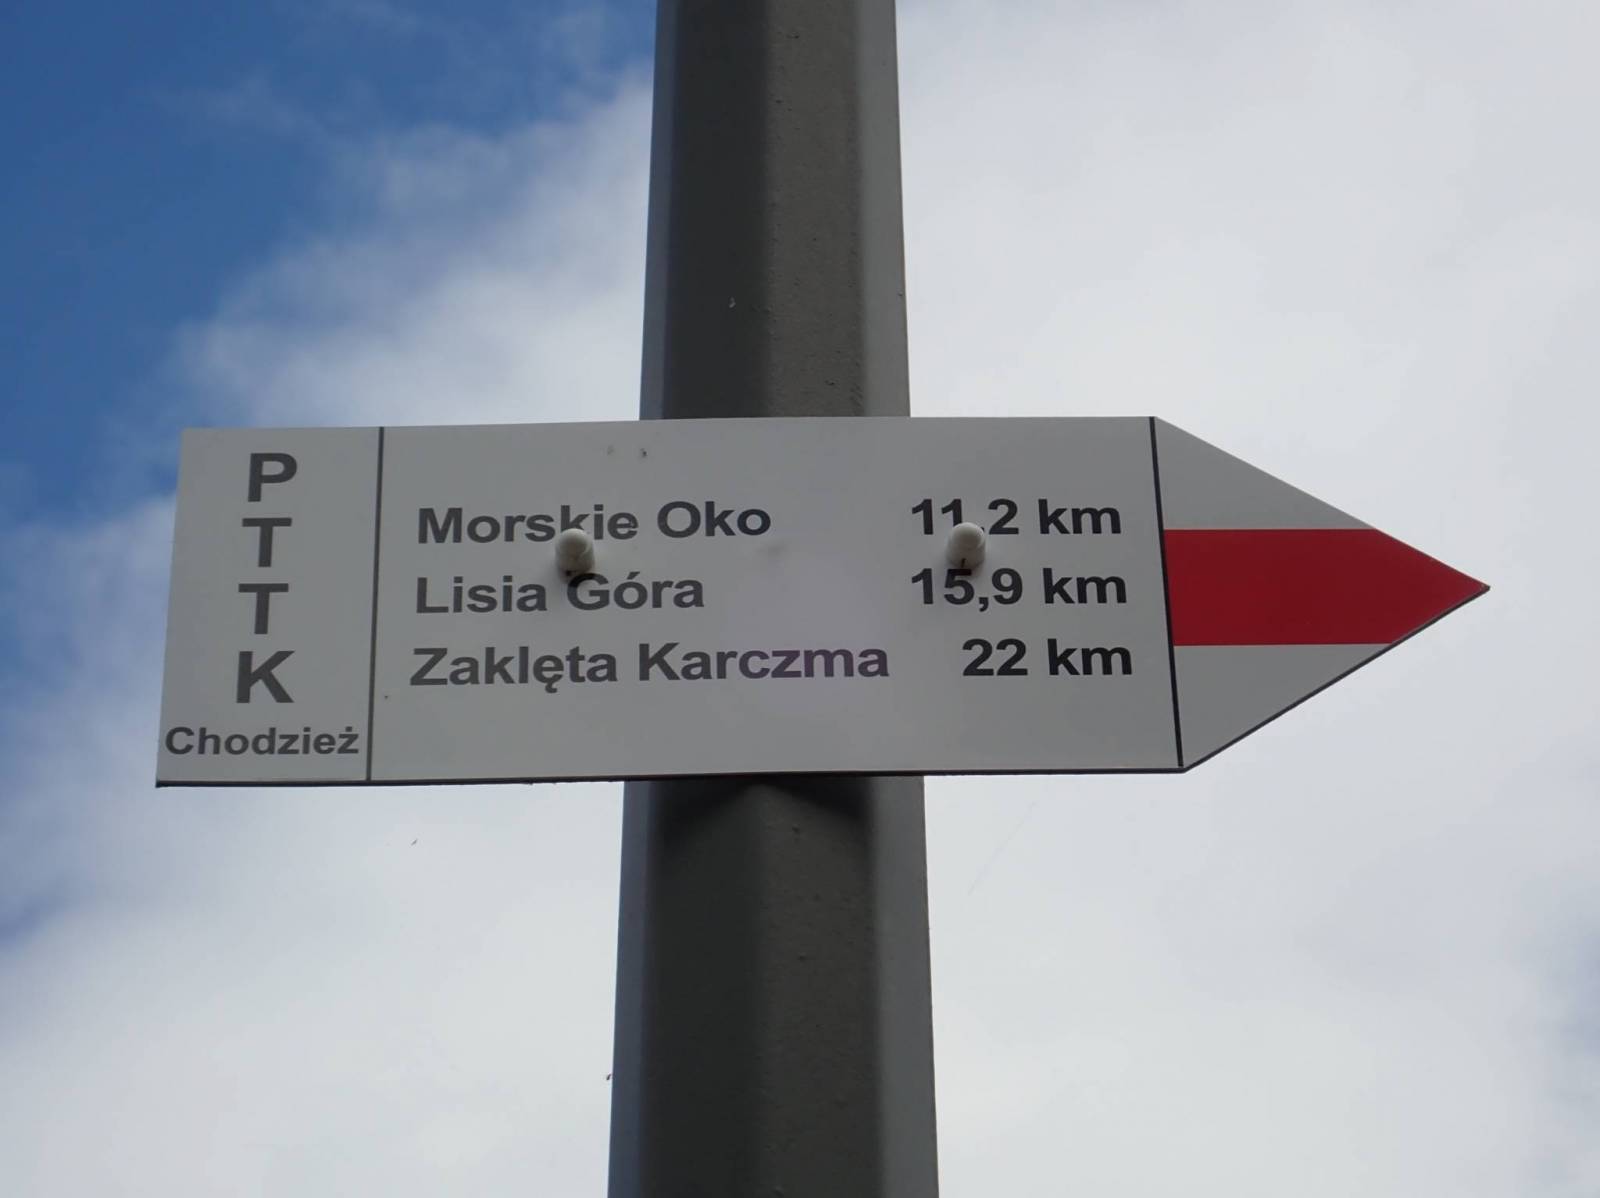 P
T
T
K
Chodzież
Morskie Oko 11,2 km
Lisia Góra 15,9 km
Zaklęta Karczma 22 km